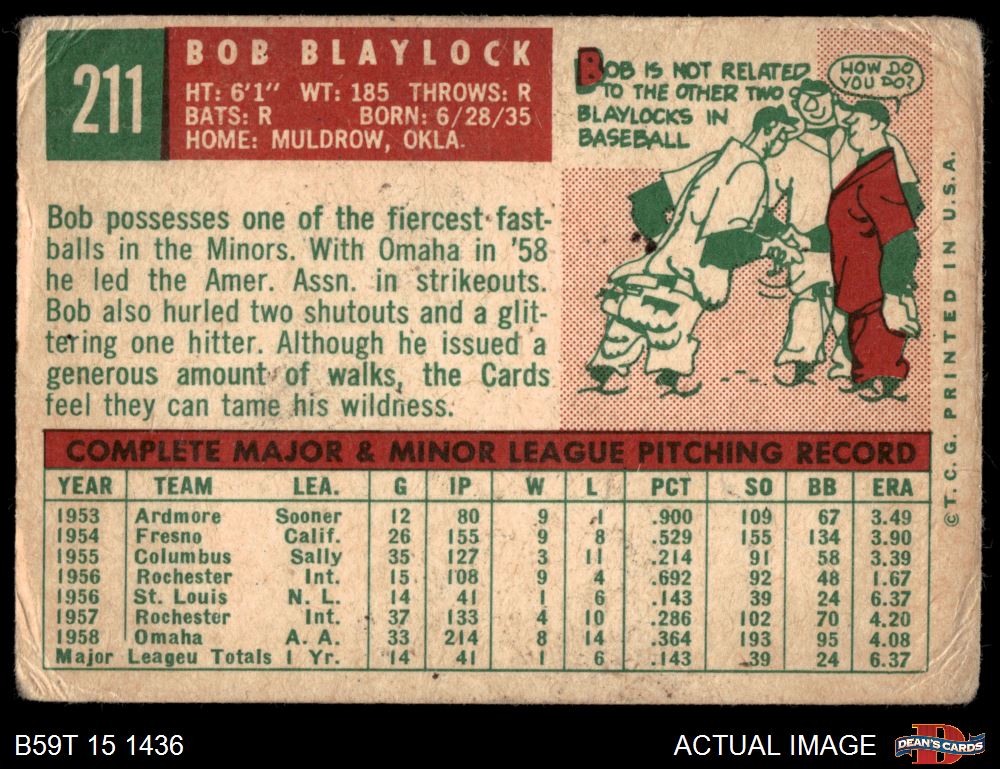 211
BOB BLAYLOCK
HT: 6'1" WT: 185 THROWS: R
BATS: R BORN: 6/28/35
HOME: MULDROW, OKLA.
BOB IS NOT RELATED
TO THE OTHER TWO
BLAYLOCKS IN
BASEBALL
HOW DO
YOU DO?
Bob possesses one of the fiercest fast-
balls in the Minors. With Omaha in '58
he led the Amer. Assn. in strikeouts.
Bob also hurled two shutouts and a glit-
tering one hitter. Although he issued a
generous amount of walks, the Cards
feel they can tame his wildness.
©T. C. G. PRINTED IN U.S.A.
COMPLETE MAJOR & MINOR LEAGUE PITCHING RECORD
YEAR TEAM LEA. G IP W L PCT SO BB ERA
1953 Ardmore Sooner 12 80 9 1 .900 109 67 3.49
1954 Fresno Calif. 26 155 9 8 .529 155 134 3.90
1955 Columbus Sally 35 127 3 11 .214 91 58 3.39
1956 Rochester Int. 15 108 9 4 .692 92 48 1.67
1956 St. Louis N. L. 14 41 1 6 .143 39 24 6.37
1957 Rochester Int. 37 133 4 10 .286 102 70 4.20
1958 Omaha A. A. 33 214 8 14 .364 193 95 4.08
Major Leageu Totals 1 Yr. 14 41 1 6 .143 39 24 6.37
B59T 15 1436
ACTUAL IMAGE
D
DEAN'S CARDS